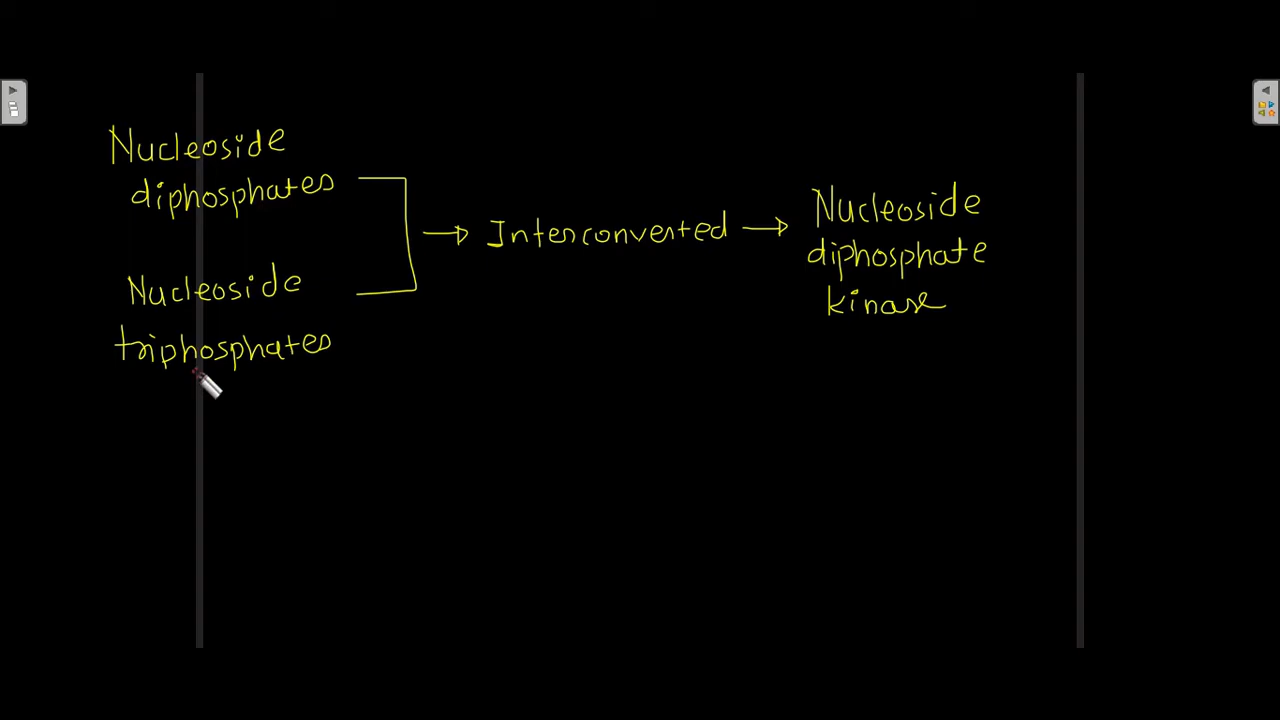 Nucleoside
diphosphates
Nucleoside
triphosphates
→ Interconverted →
Nucleoside
diphosphate
kinase